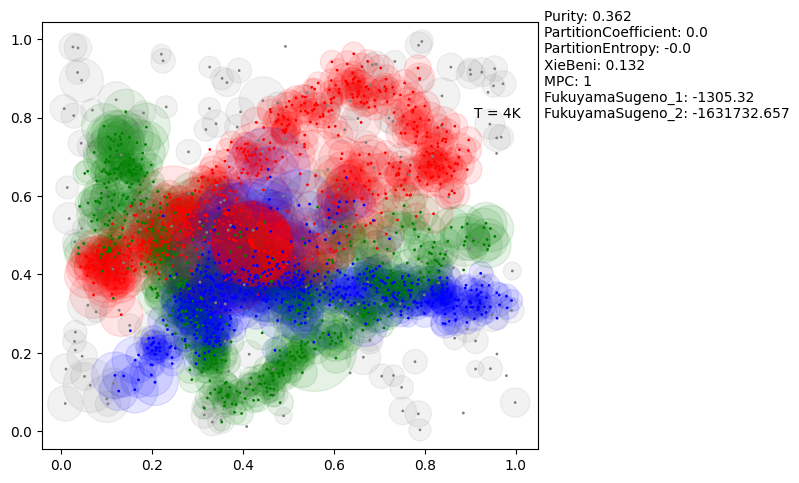 Purity: 0.362
PartitionCoefficient: 0.0
PartitionEntropy: -0.0
XieBeni: 0.132
MPC: 1
FukuyamaSugeno_1: -1305.32
FukuyamaSugeno_2: -1631732.657
T = 4K
1.0
0.8
0.6
0.4
0.2
0.0
0.0 0.2 0.4 0.6 0.8 1.0